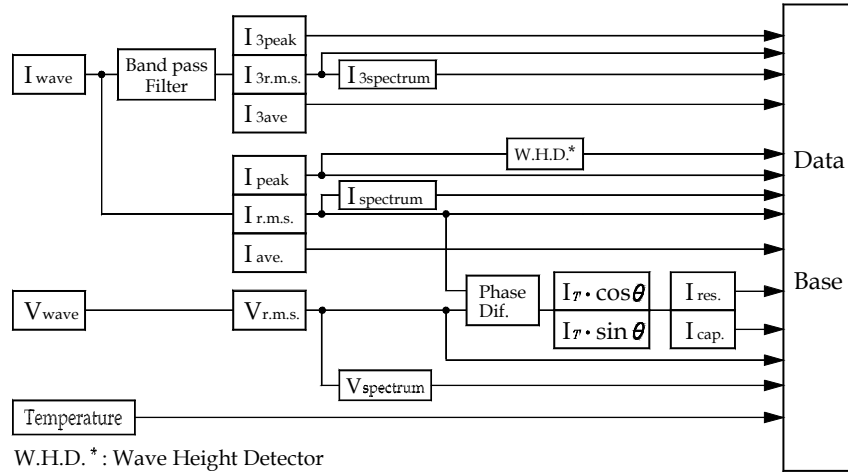 I 3peak
I wave
Band pass
Filter
I 3r.m.s.
I 3spectrum
I 3ave
W.H.D.*
Data
I peak
I spectrum
I r.m.s.
I ave.
Base
V wave
V r.m.s.
Phase
Dif.
I r · cos θ
I res.
I r · sin θ
I cap.
V spectrum
Temperature
W.H.D. * : Wave Height Detector